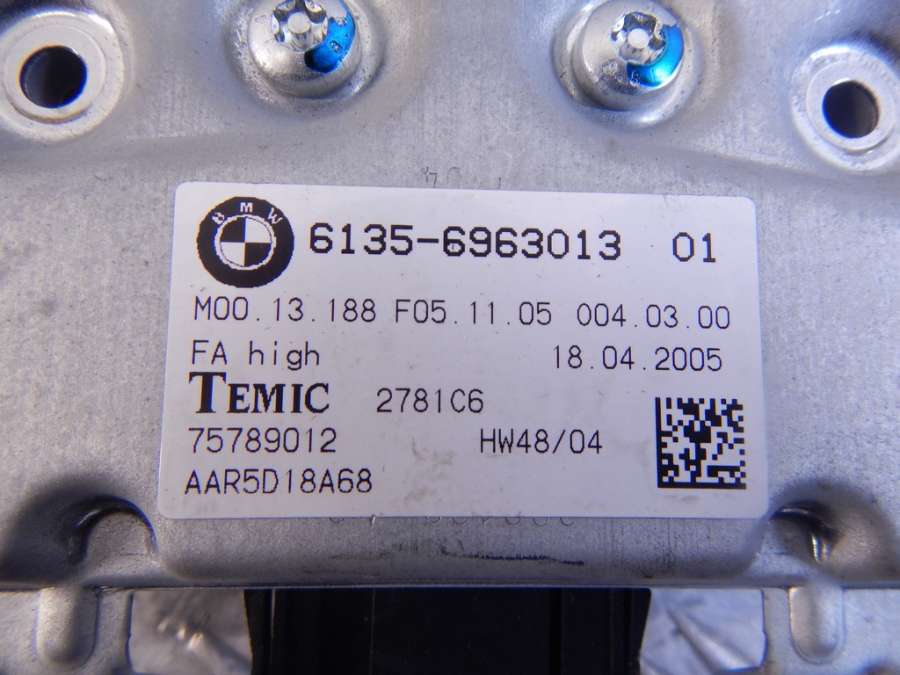 BMW 6135-6963013 01
M00.13.188 F05.11.05 004.03.00
FA high 18.04.2005
TEMIC 2781C6
75789012 HW48/04
AAR5D18A68